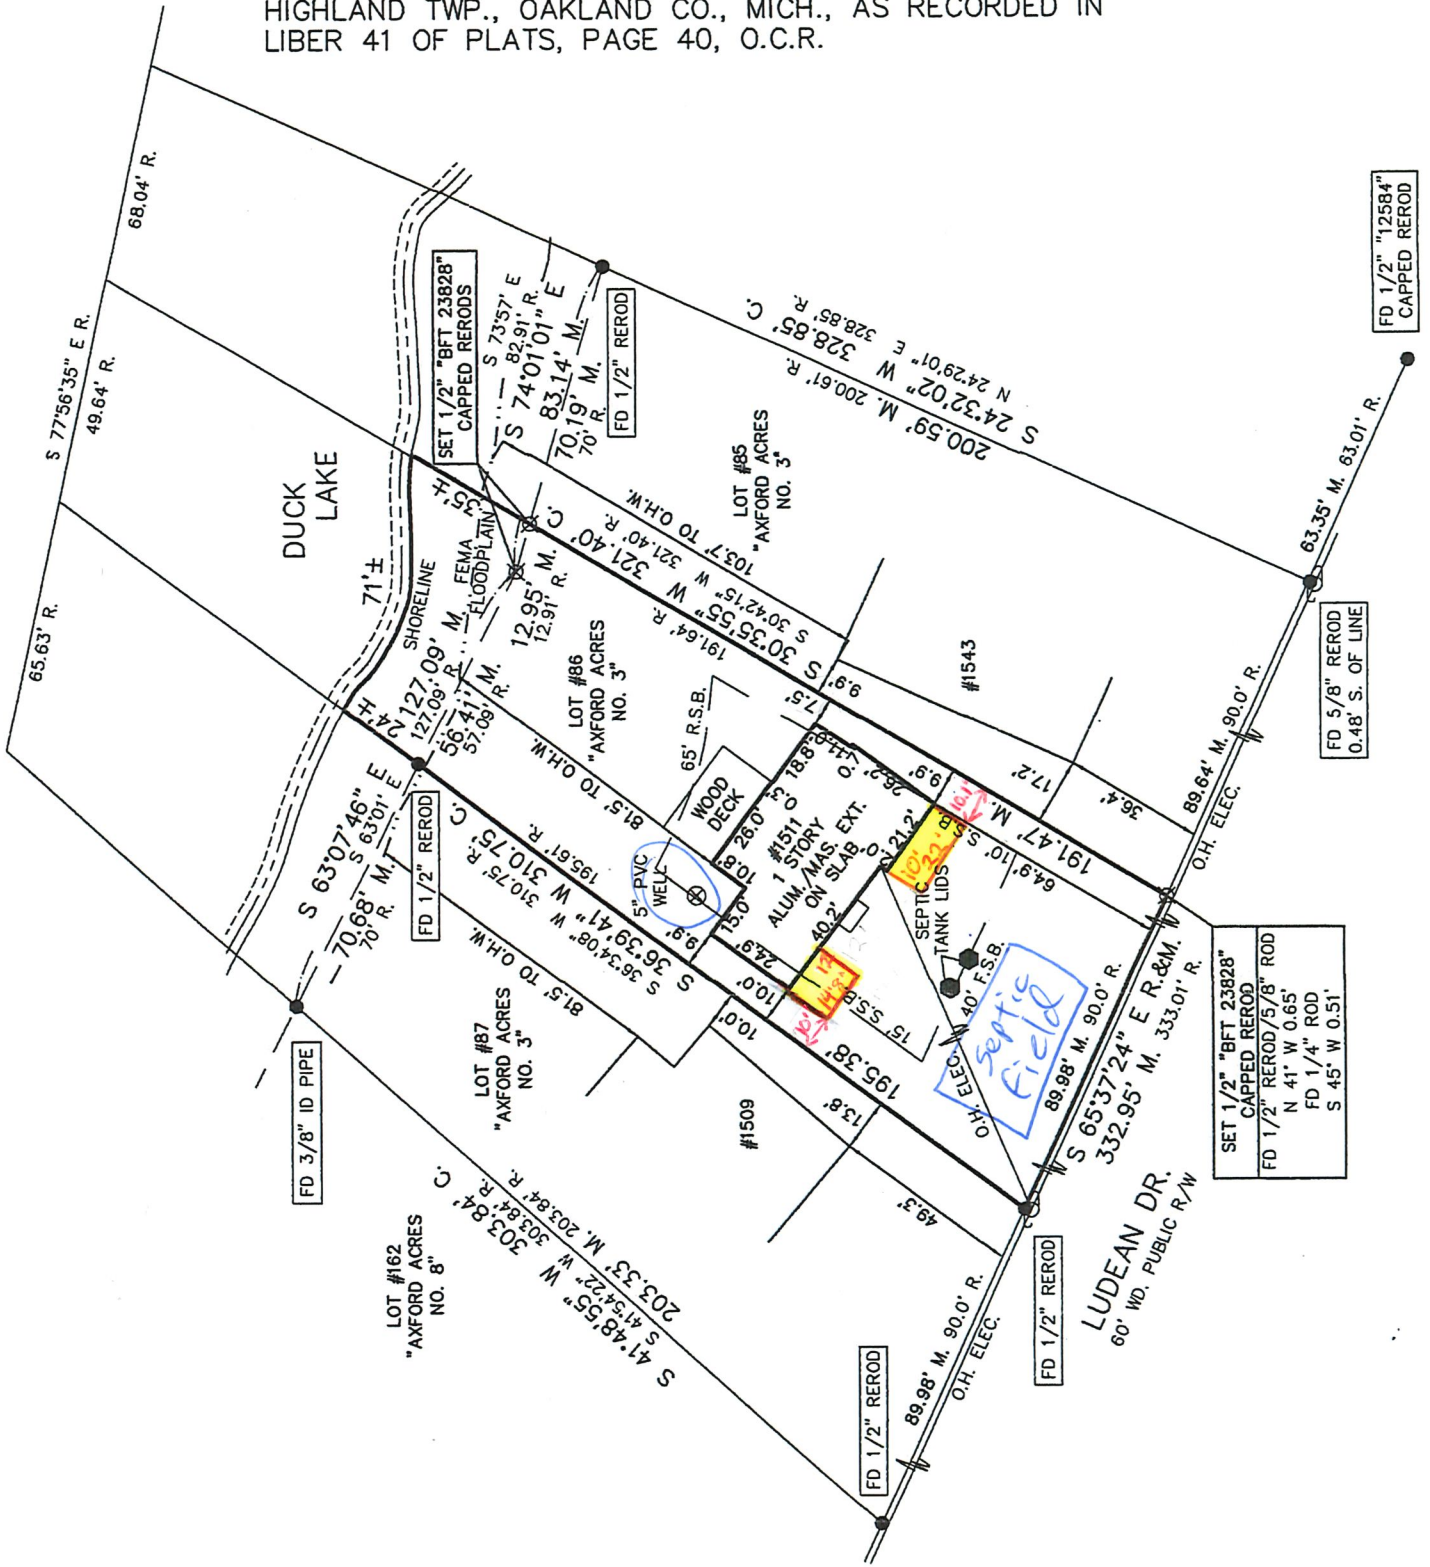 HIGHLAND TWP., OAKLAND CO., MICH., AS RECORDED IN
LIBER 41 OF PLATS, PAGE 40, O.C.R.
S 77°56'35" E R.
65.63' R.
49.64' R.
68.04' R.
DUCK
LAKE
71'±
SHORELINE
24'±
35'±
FEMA
FLOODPLAIN
SET 1/2" "BFT 23828"
CAPPED RERODS
S 73°57' E
82.91' R.
S 74°01'01" E
83.14' M.
70.19' M.
70' R.
FD 1/2" REROD
127.09' M.
127.09' R.
56.41' M.
57.09' R.
12.95' M.
12.91' R.
S 63°07'46" E
S 63°01' E
70.68' M.
70' R.
FD 1/2" REROD
FD 3/8" ID PIPE
LOT #85
"AXFORD ACRES
NO. 3"
LOT #86
"AXFORD ACRES
NO. 3"
LOT #87
"AXFORD ACRES
NO. 3"
LOT #162
"AXFORD ACRES
NO. 8"
S 24°32'02" W 328.85' C.
N 24°29'01" E 328.85' R.
200.59' M. 200.61' R.
S 30°35'55" W 321.40' C.
S 30°42'15" W 321.40' R.
191.64' R.
103.7' TO O.H.W.
S 36°39'41" W 310.75' C.
S 36°34'08" W 310.75' R.
195.61' R.
81.5' TO O.H.W.
81.5' TO O.H.W.
S 41°48'55" W 303.84' C.
S 41°54'22" W 303.84' R.
203.33' M. 203.84' R.
65' R.S.B.
WOOD
DECK
5" PVC
WELL
#1511
1 STORY
ALUM./MAS. EXT.
ON SLAB
18.8'
0.3'
26.0'
10.8'
15.0'
9.9'
24.9'
10.0'
10.0'
40.2'
21.2'
26.2'
0.7'
7.5'
9.9'
9.9'
10.1'
10'
22'
12'
14'8"
10'
SEPTIC
TANK LIDS
15' S.S.B.
10' S.S.B.
40' F.S.B.
64.9'
17.2'
36.4'
#1543
#1509
13.8'
49.3'
191.47' M.
195.38'
Septic
Field
O.H. ELEC.
89.98' M. 90.0' R.
S 65°37'24" E R.&M.
332.95' M. 333.01' R.
89.64' M. 90.0' R.
O.H. ELEC.
63.35' M. 63.01' R.
89.98' M. 90.0' R.
O.H. ELEC.
LUDEAN DR.
60' WD. PUBLIC R/W
FD 1/2" REROD
FD 1/2" REROD
FD 1/2" "12584"
CAPPED REROD
FD 5/8" REROD
0.48' S. OF LINE
SET 1/2" "BFT 23828"
CAPPED REROD
FD 1/2" REROD/5/8" ROD
N 41° W 0.65'
FD 1/4" ROD
S 45° W 0.51'